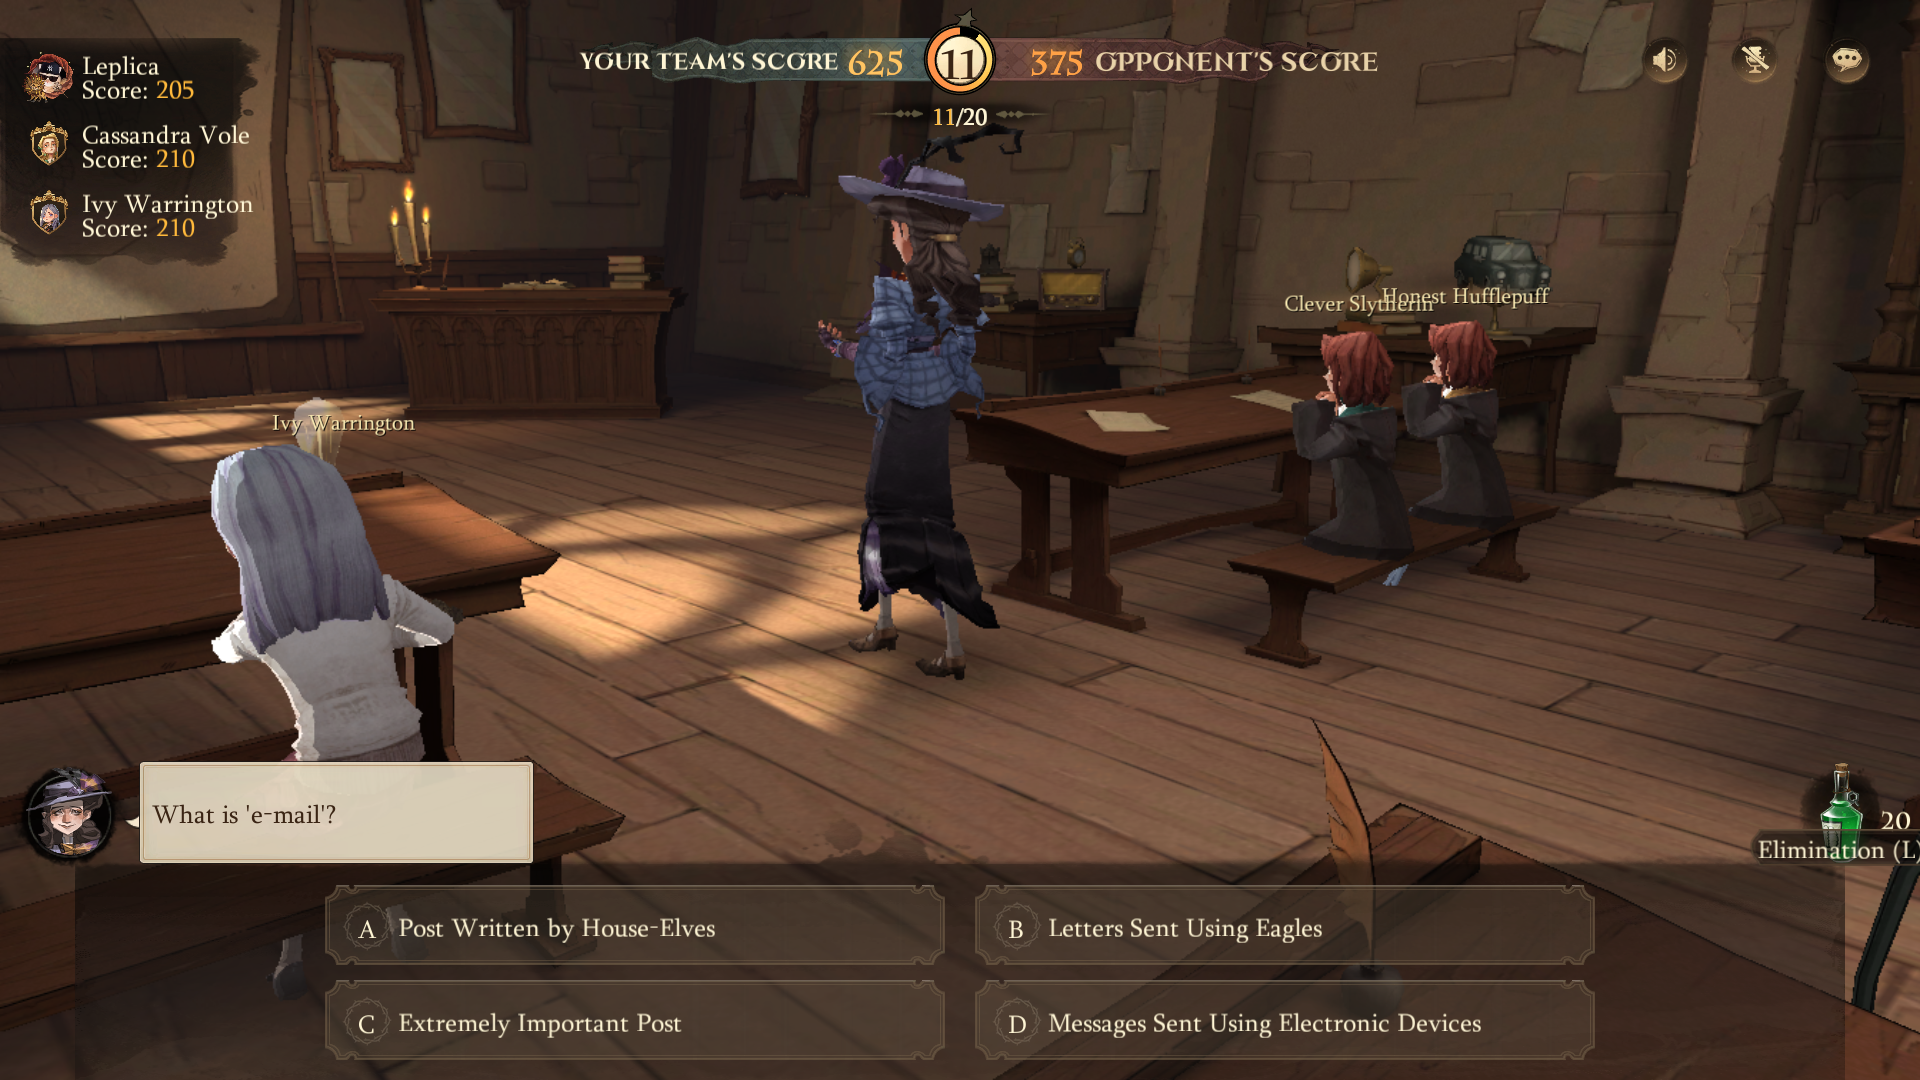 Leplica
Score: 205
Cassandra Vole
Score: 210
Ivy Warrington
Score: 210
YOUR TEAM'S SCORE 625
11
375 OPPONENT'S SCORE
11/20
Clever Slytherin
Honest Hufflepuff
Ivy Warrington
What is 'e-mail'?
20
Elimination (L)
A Post Written by House-Elves
B Letters Sent Using Eagles
C Extremely Important Post
D Messages Sent Using Electronic Devices